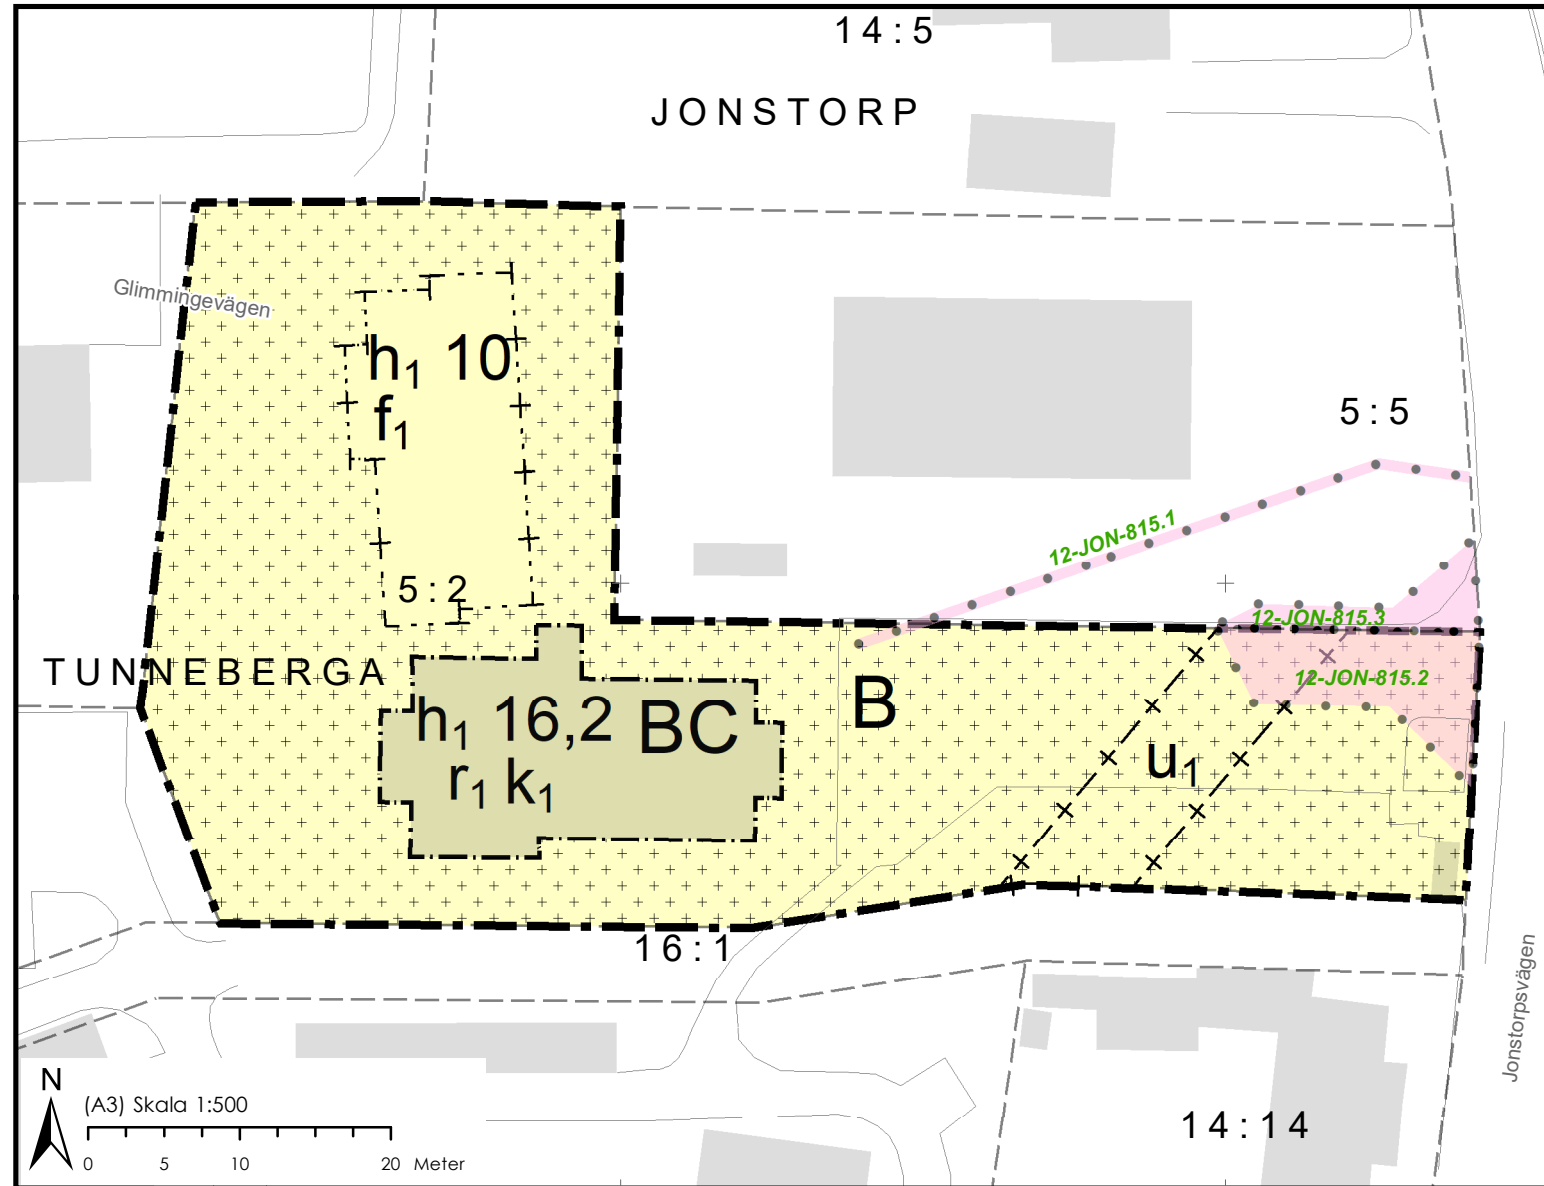 14:5
JONSTORP
Glimmingevägen
h1 10
f1
5:5
12-JON-815.1
5:2
12-JON-815.3
TUNNEBERGA
12-JON-815.2
h1 16,2 BC
B
r1 k1
u1
16:1
Jonstorpsvägen
N
(A3) Skala 1:500
0 5 10 20 Meter
14:14